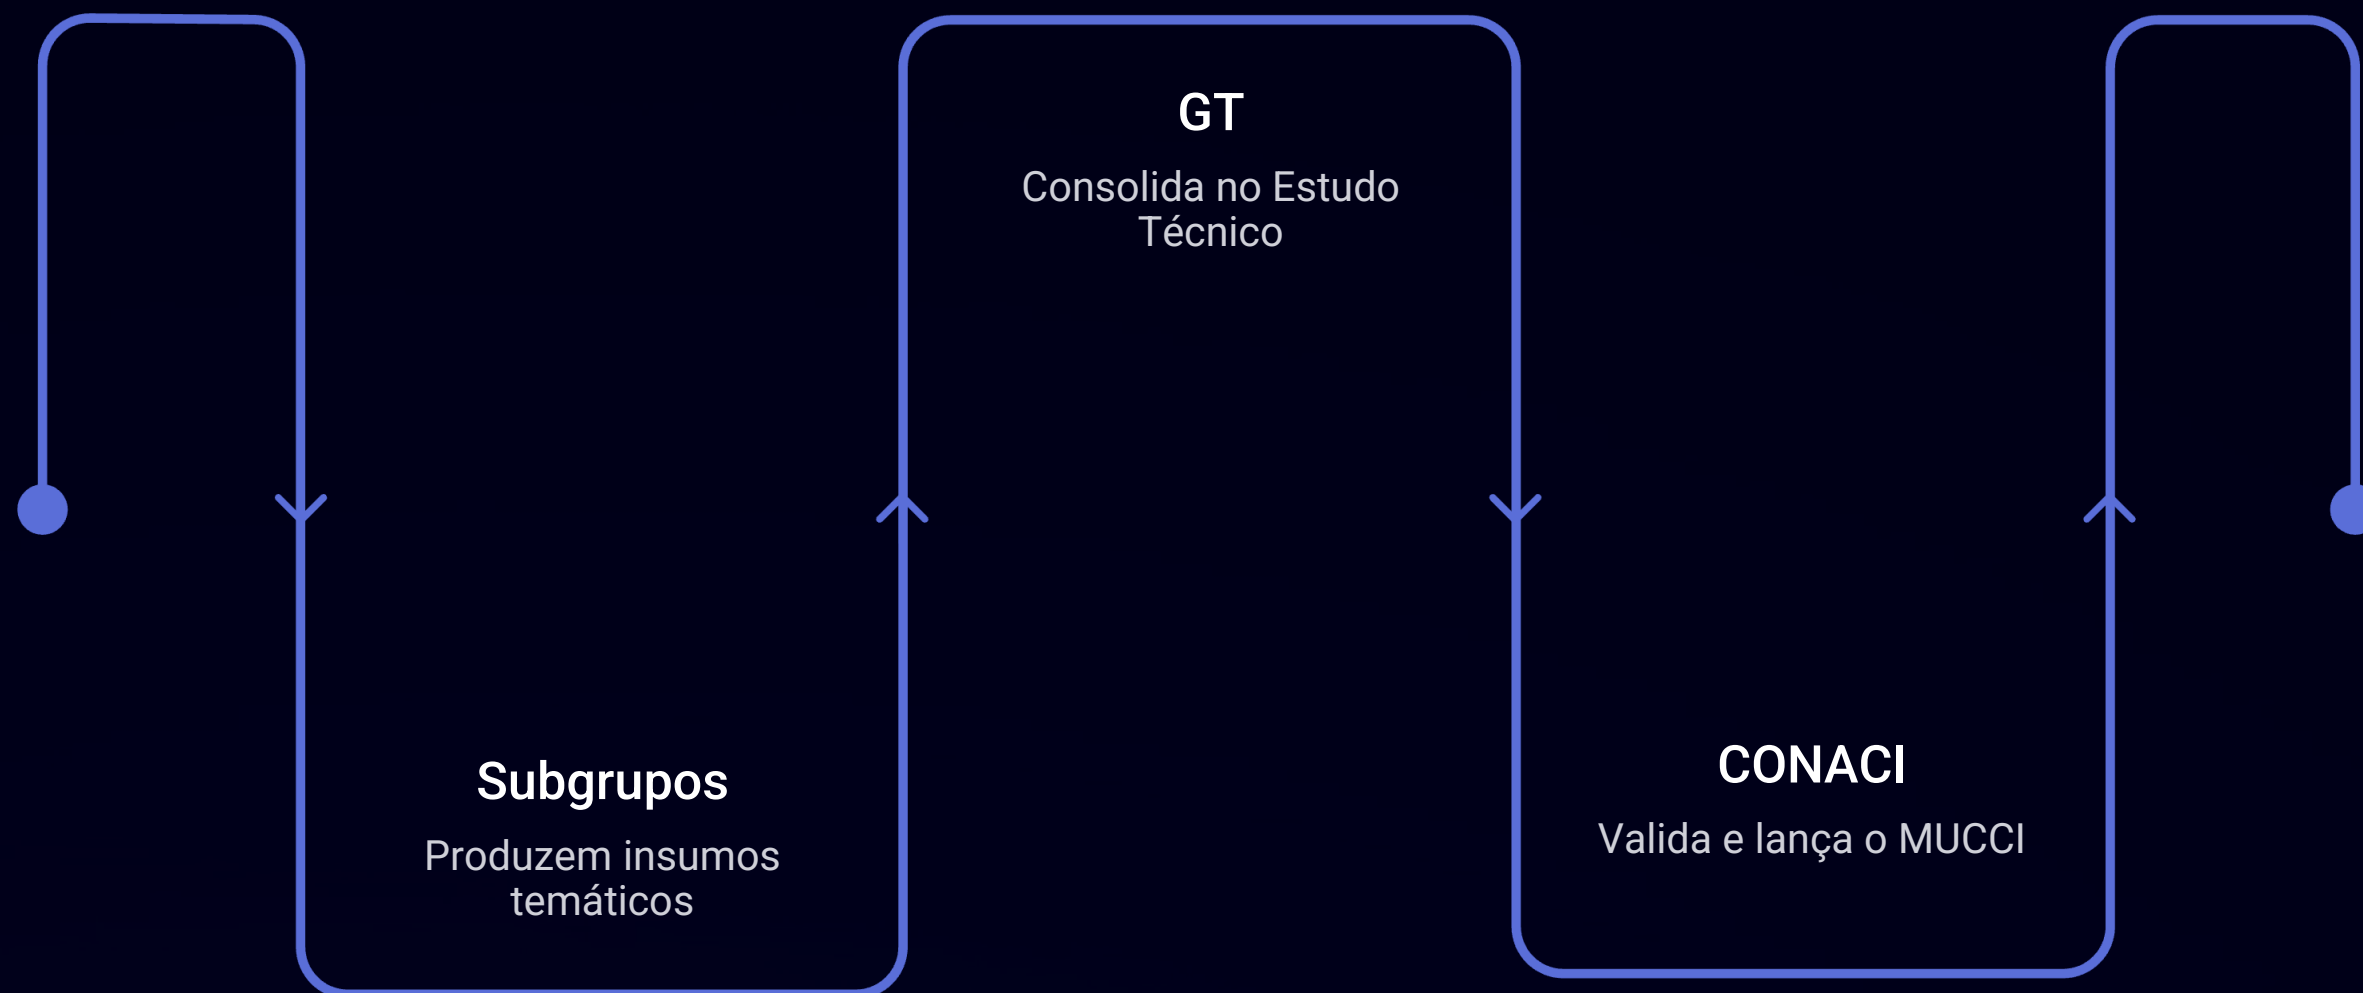 Subgrupos
Produzem insumos
temáticos
GT
Consolida no Estudo
Técnico
CONACI
Valida e lança o MUCCI